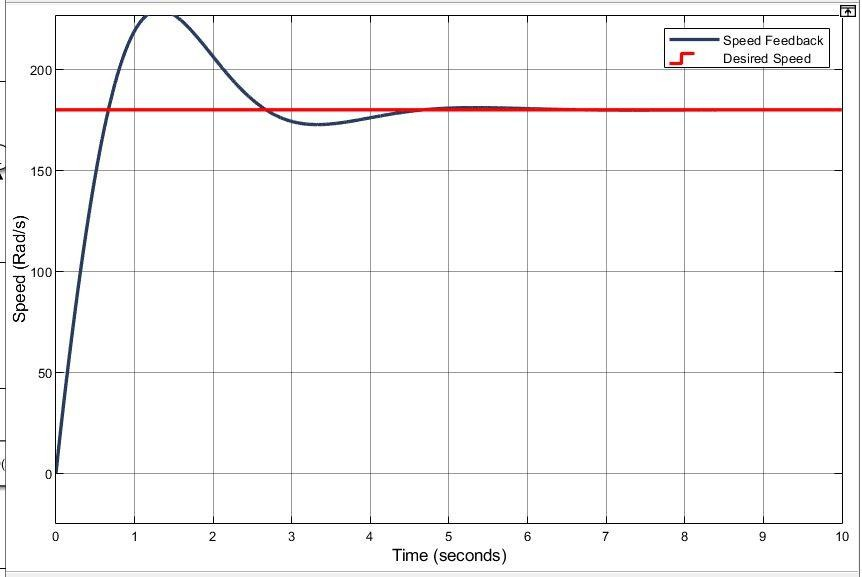 Speed Feedback
Desired Speed
200
150
100
50
0
Speed (Rad/s)
0 1 2 3 4 5 6 7 8 9 10
Time (seconds)